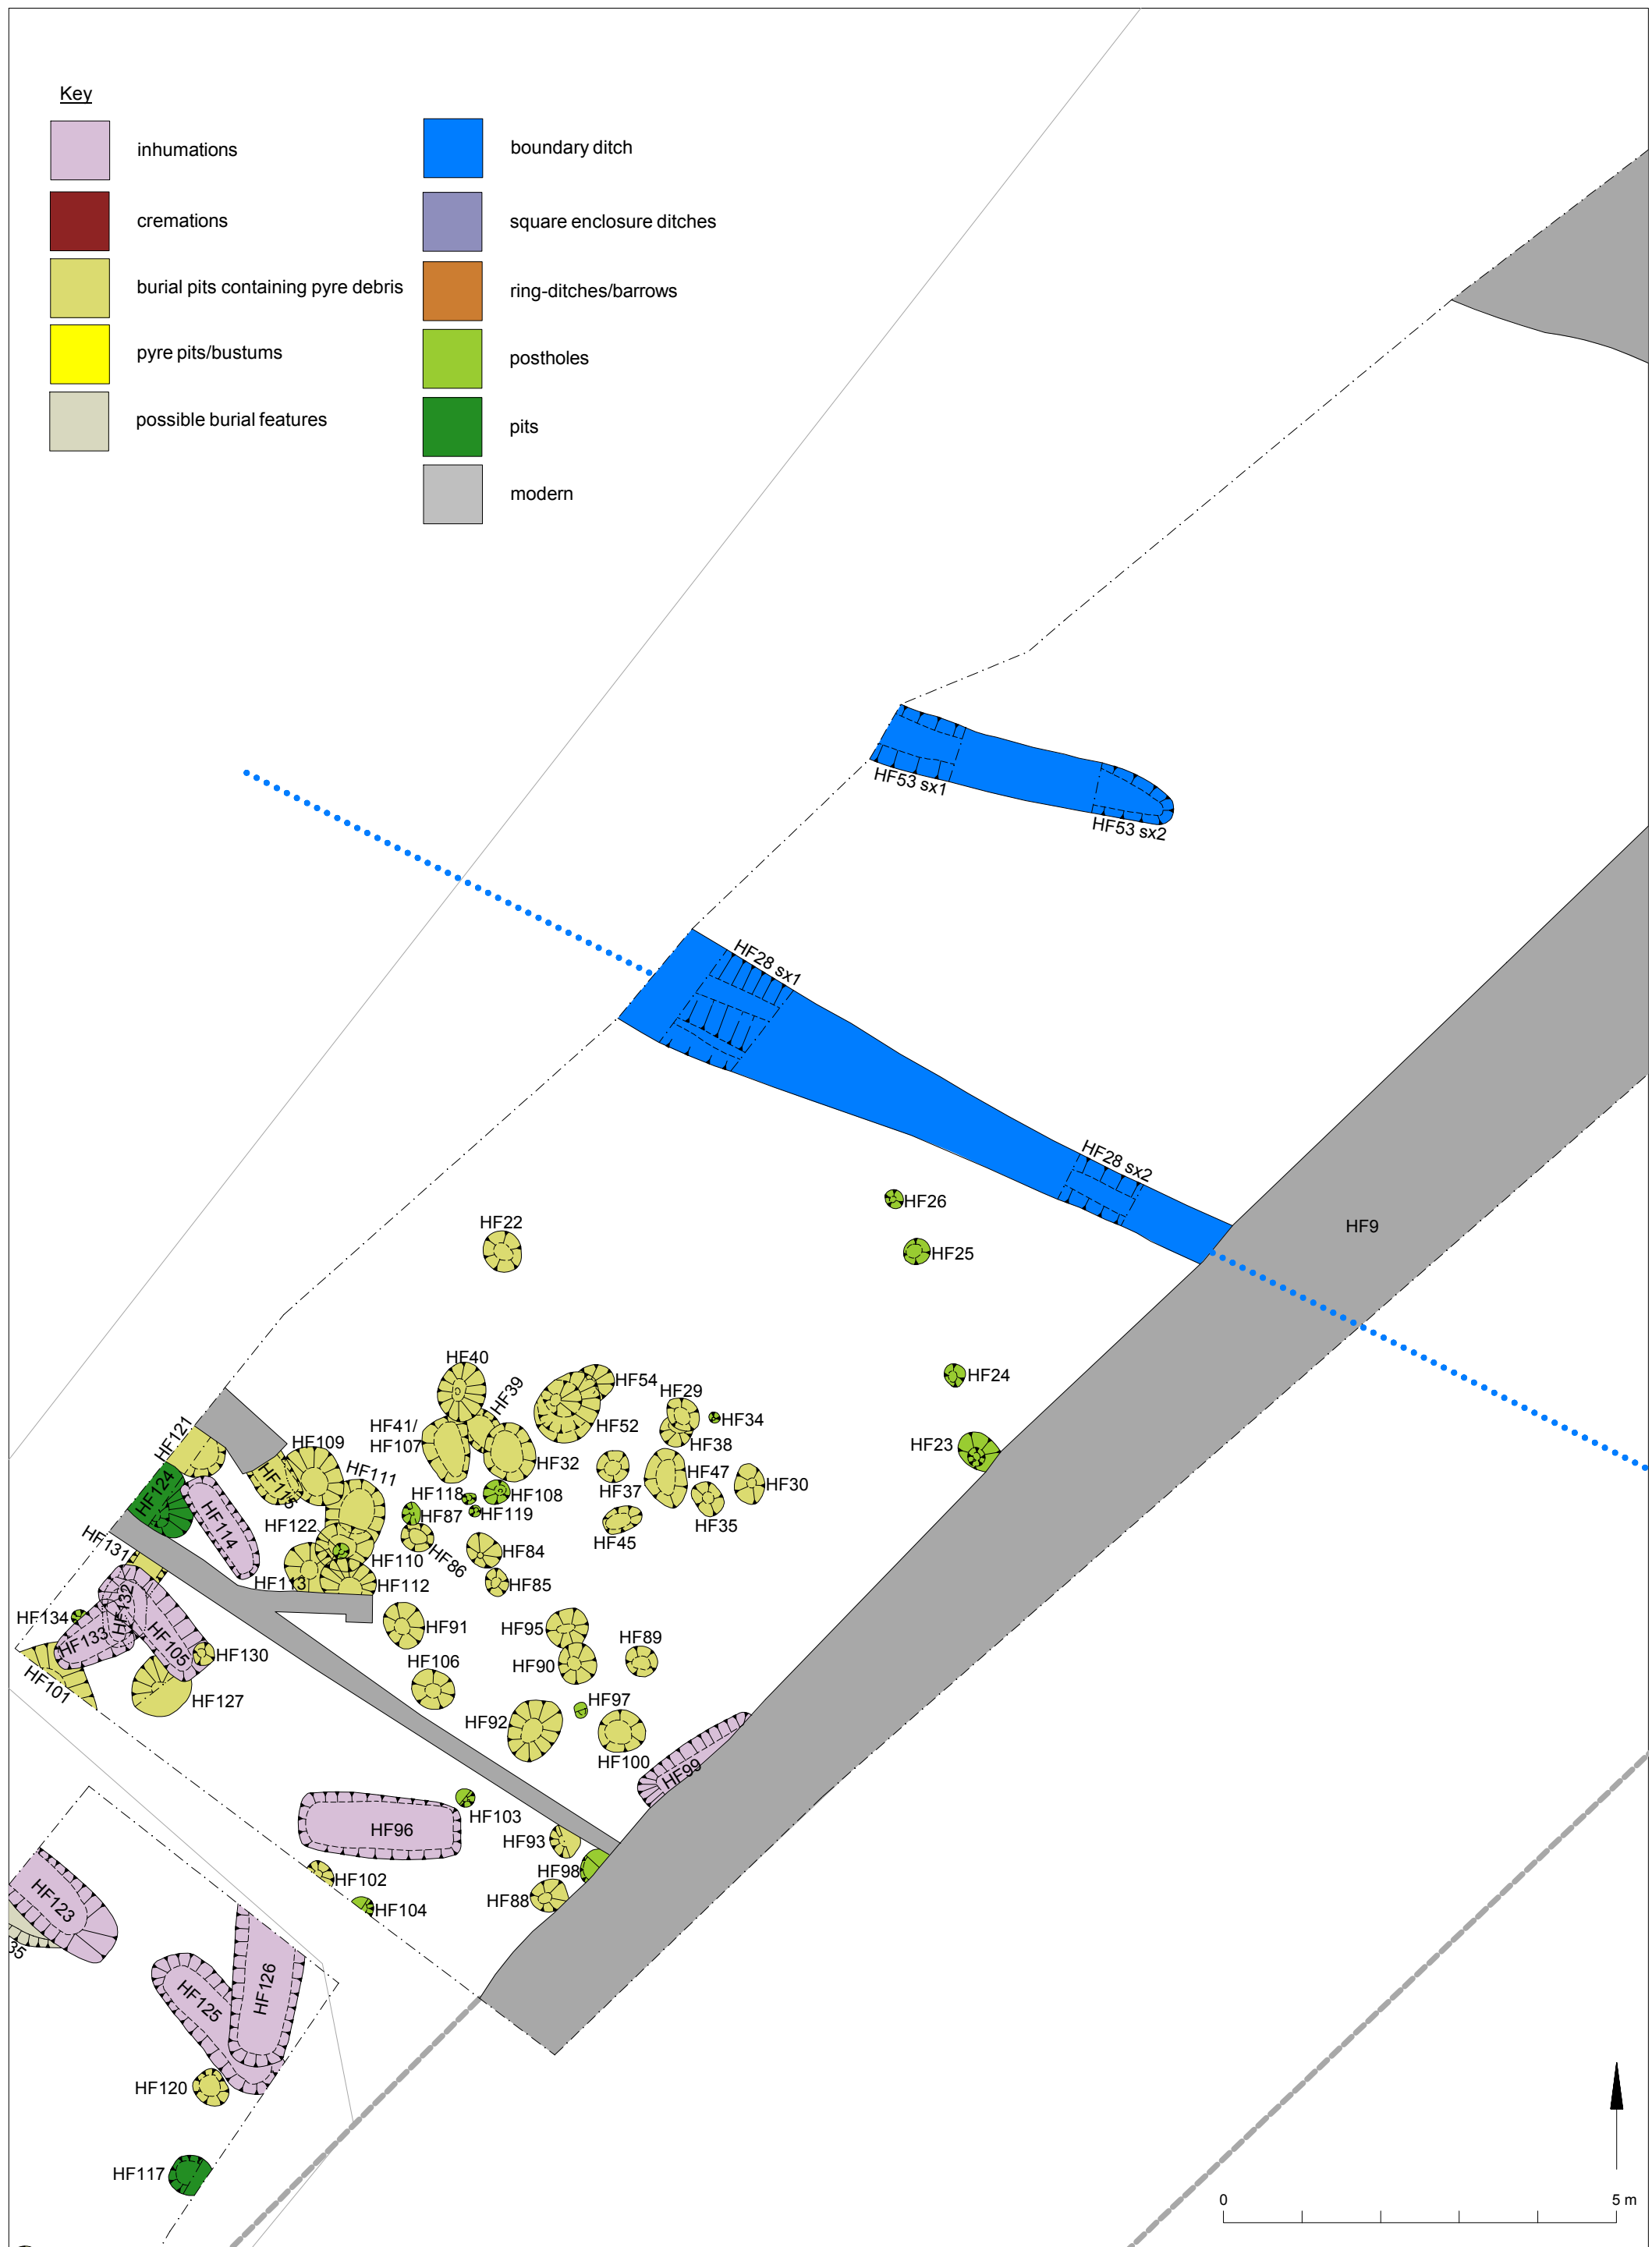 Key
inhumations
cremations
burial pits containing pyre debris
pyre pits/bustums
possible burial features
boundary ditch
square enclosure ditches
ring-ditches/barrows
postholes
pits
modern
HF53 sx1
HF53 sx2
HF28 sx1
HF28 sx2
HF9
HF26
HF25
HF22
HF24
HF23
HF40
HF39
HF54
HF52
HF29
HF34
HF38
HF41/
HF107
HF32
HF47
HF30
HF37
HF35
HF45
HF121
HF109
HF115
HF111
HF124
HF114
HF118
HF108
HF87
HF119
HF122
HF86
HF84
HF110
HF85
HF113
HF112
HF131
HF132
HF134
HF133
HF105
HF130
HF101
HF127
HF91
HF95
HF89
HF90
HF106
HF97
HF92
HF100
HF99
HF103
HF96
HF93
HF98
HF102
HF88
HF104
HF123
35
HF125
HF126
HF120
HF117
0
5 m